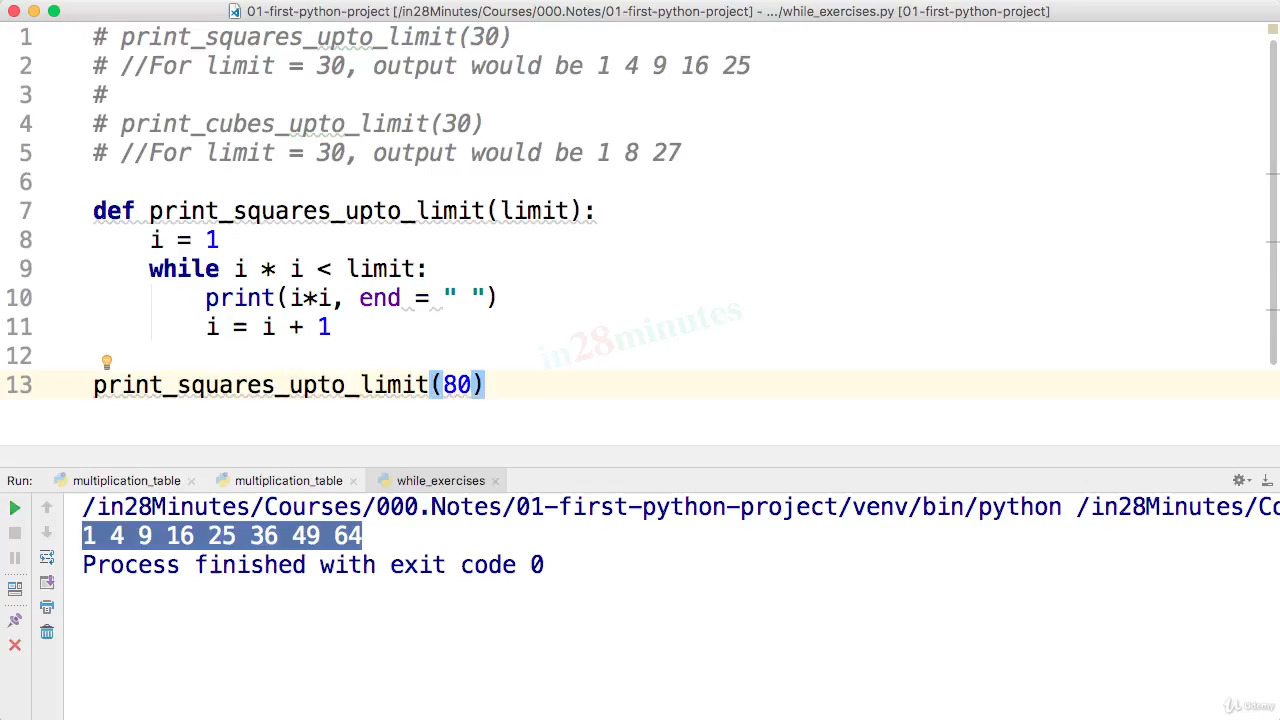 01-first-python-project [/in28Minutes/Courses/000.Notes/01-first-python-project] - .../while_exercises.py [01-first-python-project]
1 # print_squares_upto_limit(30)
2 # //For limit = 30, output would be 1 4 9 16 25
3 #
4 # print_cubes_upto_limit(30)
5 # //For limit = 30, output would be 1 8 27
6
7 def print_squares_upto_limit(limit):
8 i = 1
9 while i * i < limit:
10 print(i*i, end = " ")
11 i = i + 1
12
13 print_squares_upto_limit(80)
in28minutes
Run: multiplication_table multiplication_table while_exercises
/in28Minutes/Courses/000.Notes/01-first-python-project/venv/bin/python /in28Minutes/Co
1 4 9 16 25 36 49 64
Process finished with exit code 0
Udemy